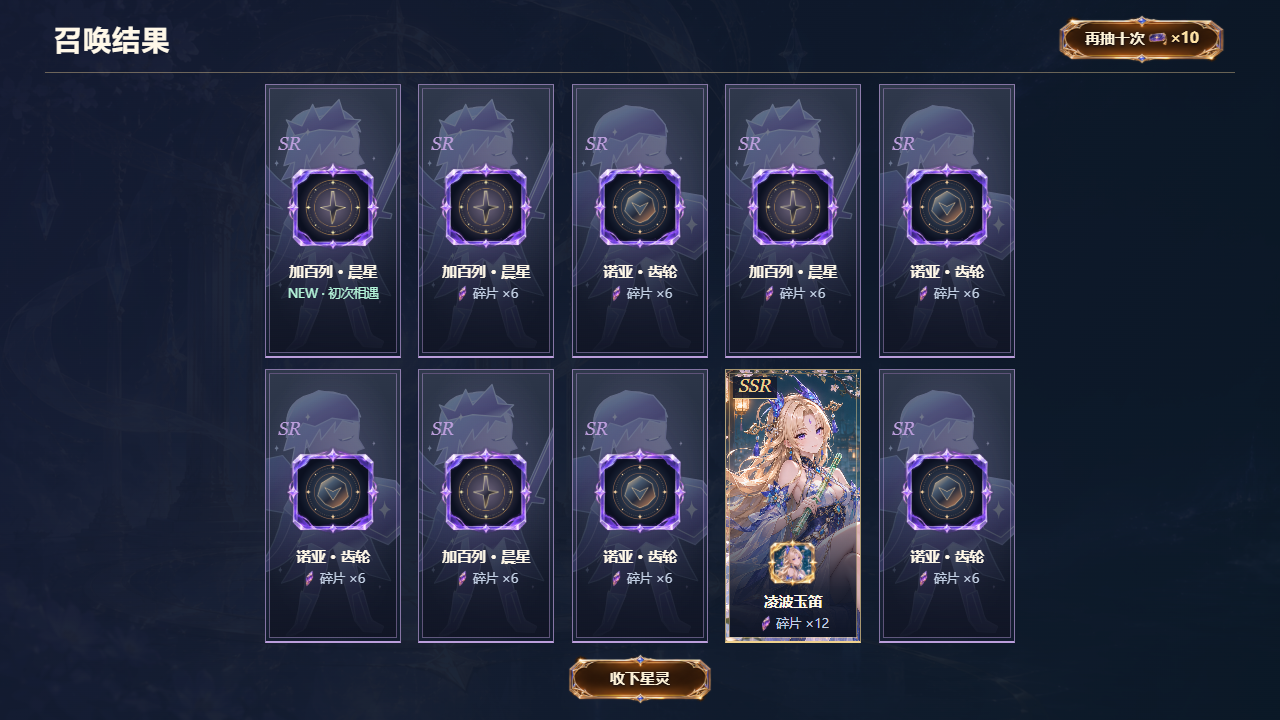 召唤结果
再抽十次 ×10
SR
加百列·晨星
NEW · 初次相遇
SR
加百列·晨星
碎片 ×6
SR
诺亚·齿轮
碎片 ×6
SR
加百列·晨星
碎片 ×6
SR
诺亚·齿轮
碎片 ×6
SR
诺亚·齿轮
碎片 ×6
SR
加百列·晨星
碎片 ×6
SR
诺亚·齿轮
碎片 ×6
SSR
凌波玉笛
碎片 ×12
SR
诺亚·齿轮
碎片 ×6
收下星灵